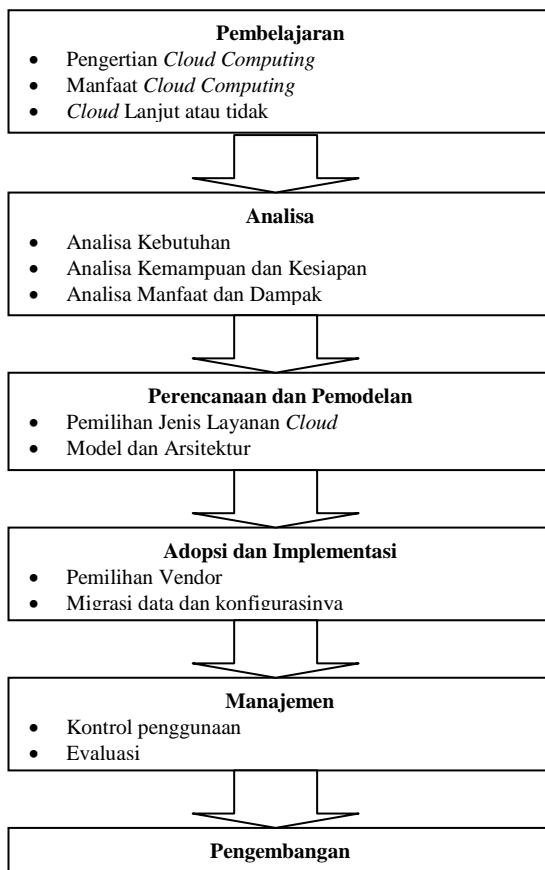 Pembelajaran
• Pengertian Cloud Computing
• Manfaat Cloud Computing
• Cloud Lanjut atau tidak
Analisa
• Analisa Kebutuhan
• Analisa Kemampuan dan Kesiapan
• Analisa Manfaat dan Dampak
Perencanaan dan Pemodelan
• Pemilihan Jenis Layanan Cloud
• Model dan Arsitektur
Adopsi dan Implementasi
• Pemilihan Vendor
• Migrasi data dan konfigurasinya
Manajemen
• Kontrol penggunaan
• Evaluasi
Pengembangan